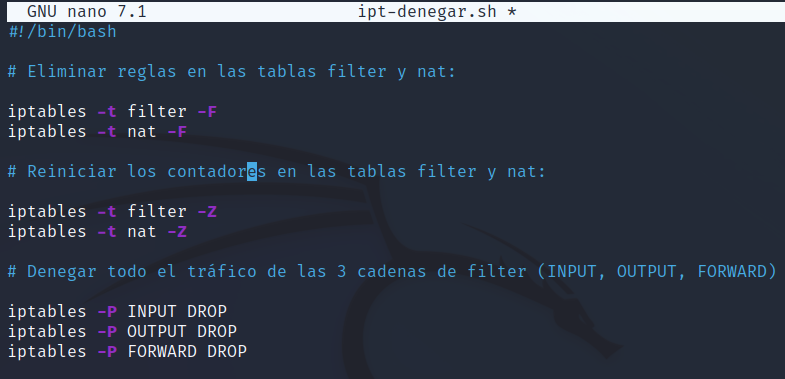 GNU nano 7.1 ipt-denegar.sh *
#!/bin/bash
# Eliminar reglas en las tablas filter y nat:
iptables -t filter -F
iptables -t nat -F
# Reiniciar los contadores en las tablas filter y nat:
iptables -t filter -Z
iptables -t nat -Z
# Denegar todo el tráfico de las 3 cadenas de filter (INPUT, OUTPUT, FORWARD)
iptables -P INPUT DROP
iptables -P OUTPUT DROP
iptables -P FORWARD DROP